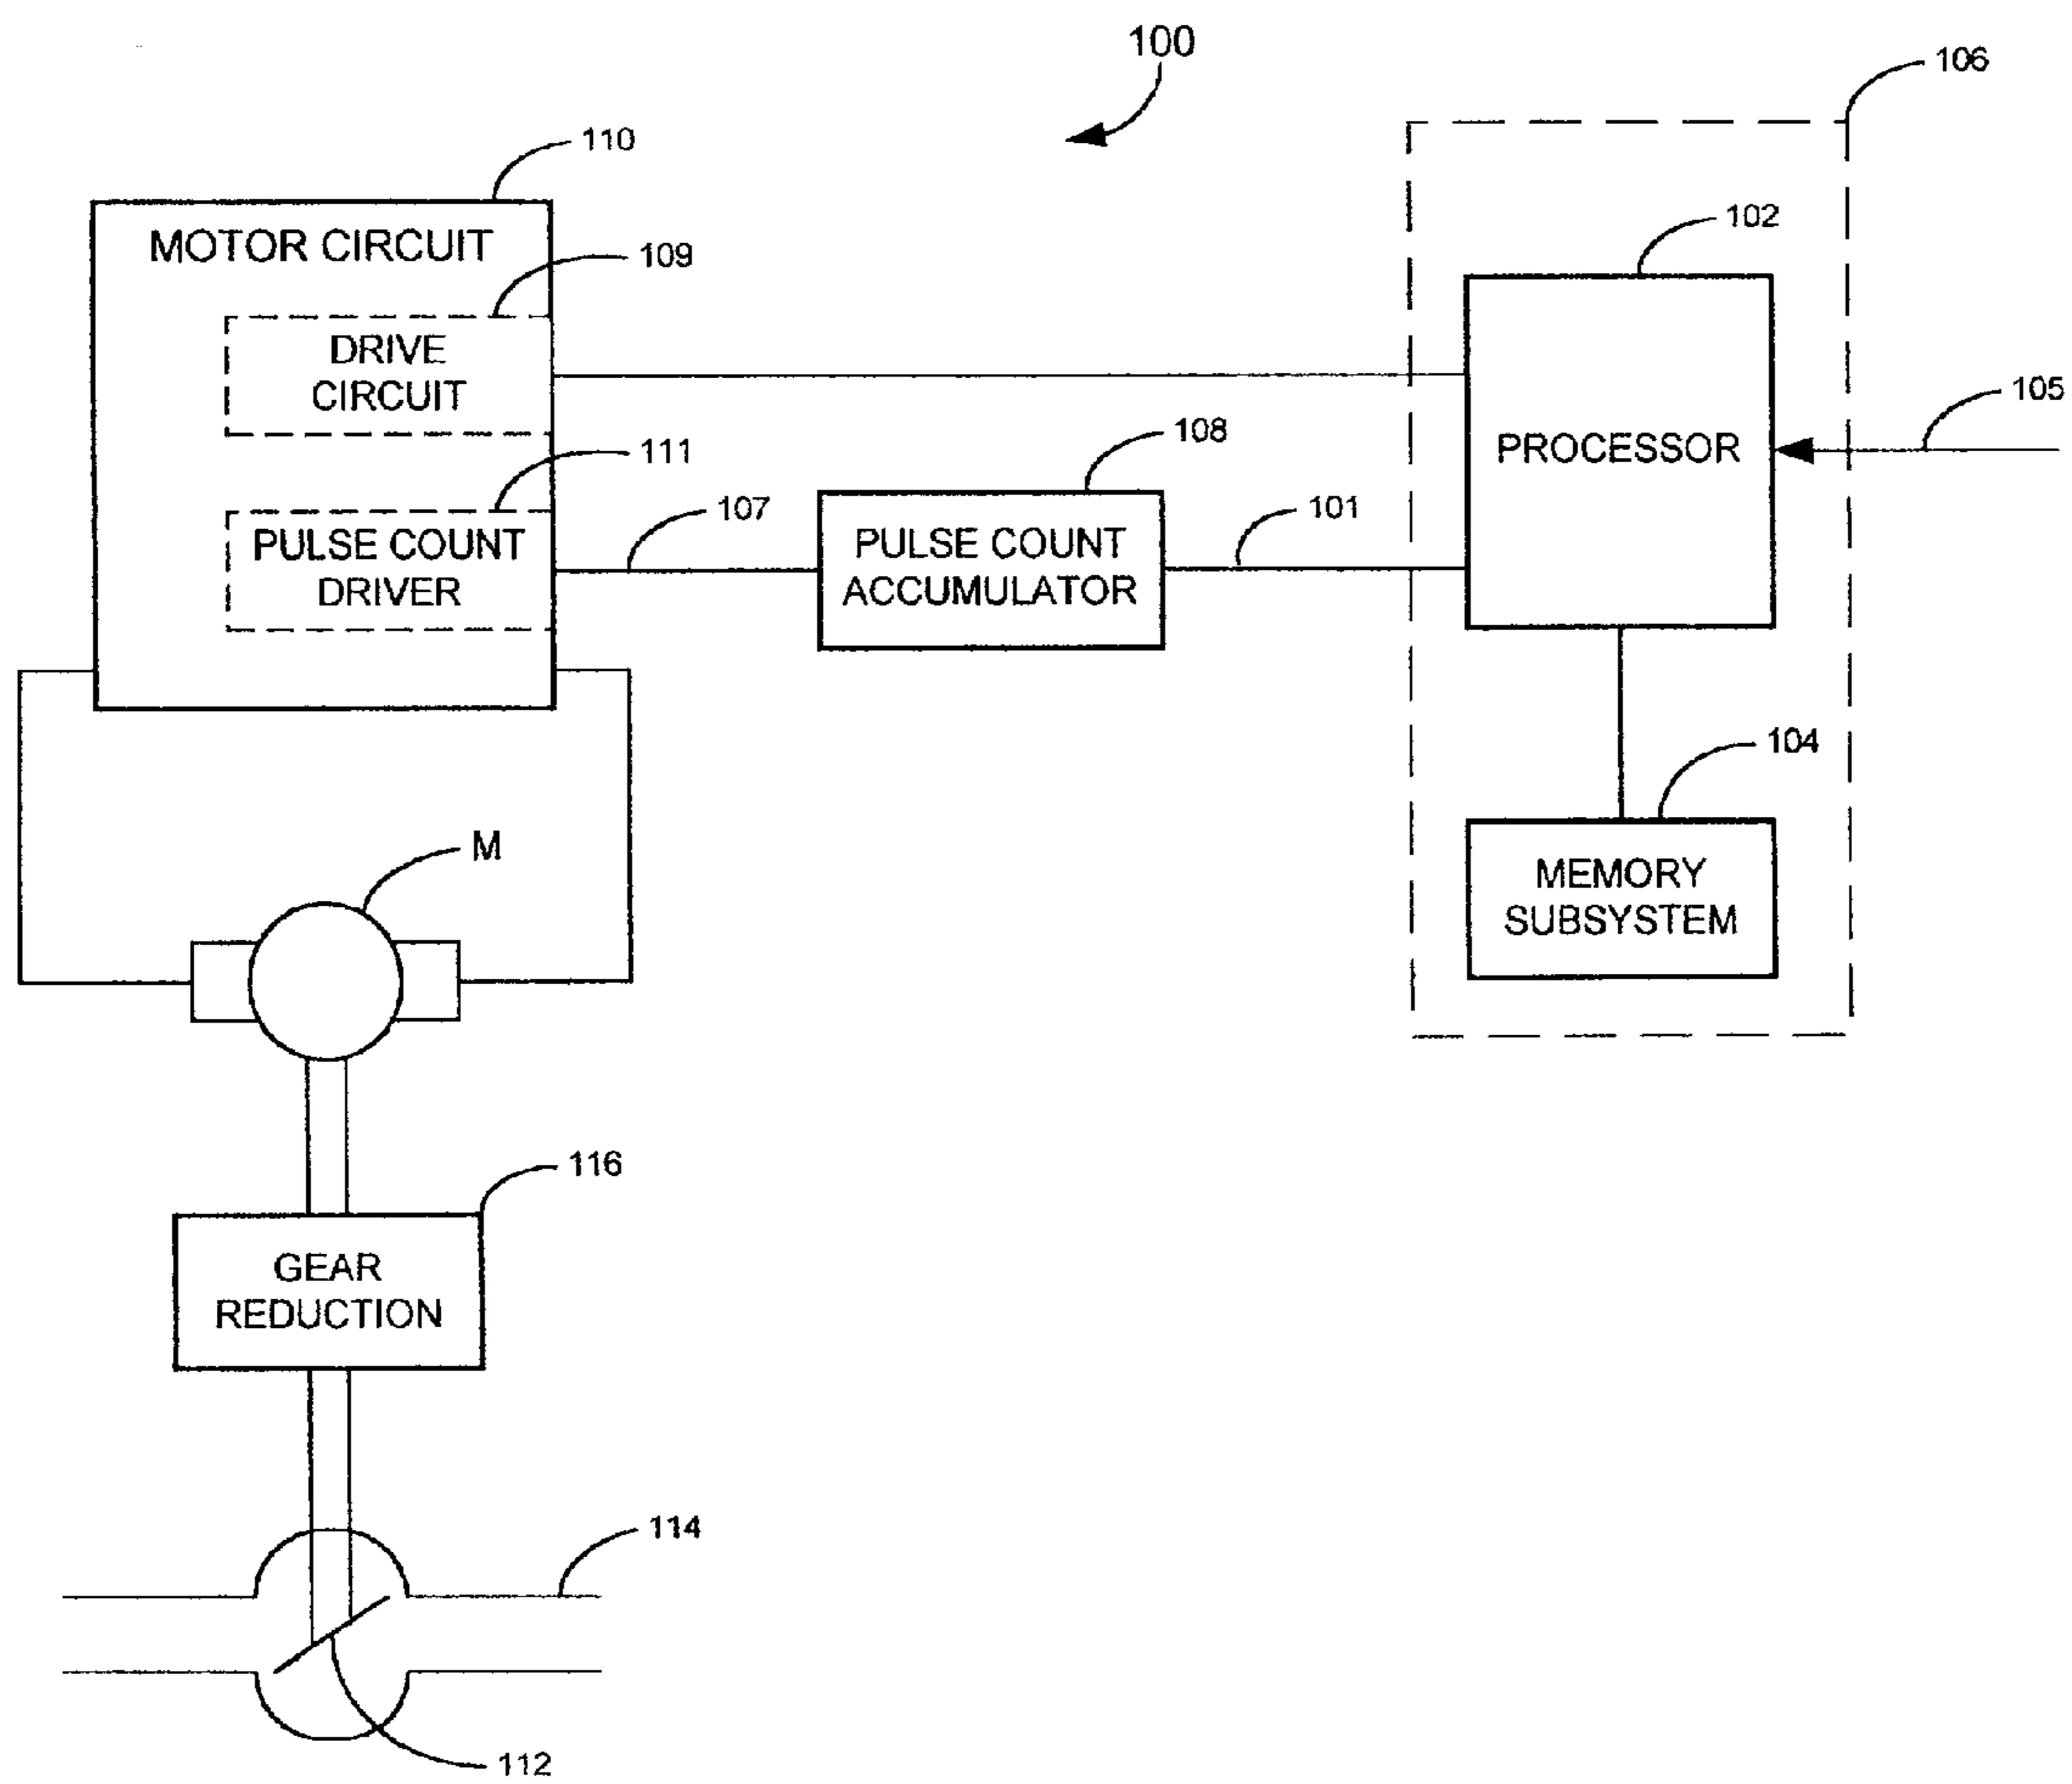 100
106
110
102
MOTOR CIRCUIT
109
DRIVE
CIRCUIT
105
108
PROCESSOR
111
107
101
PULSE COUNT
DRIVER
PULSE COUNT
ACCUMULATOR
104
M
MEMORY
SUBSYSTEM
116
GEAR
REDUCTION
114
112